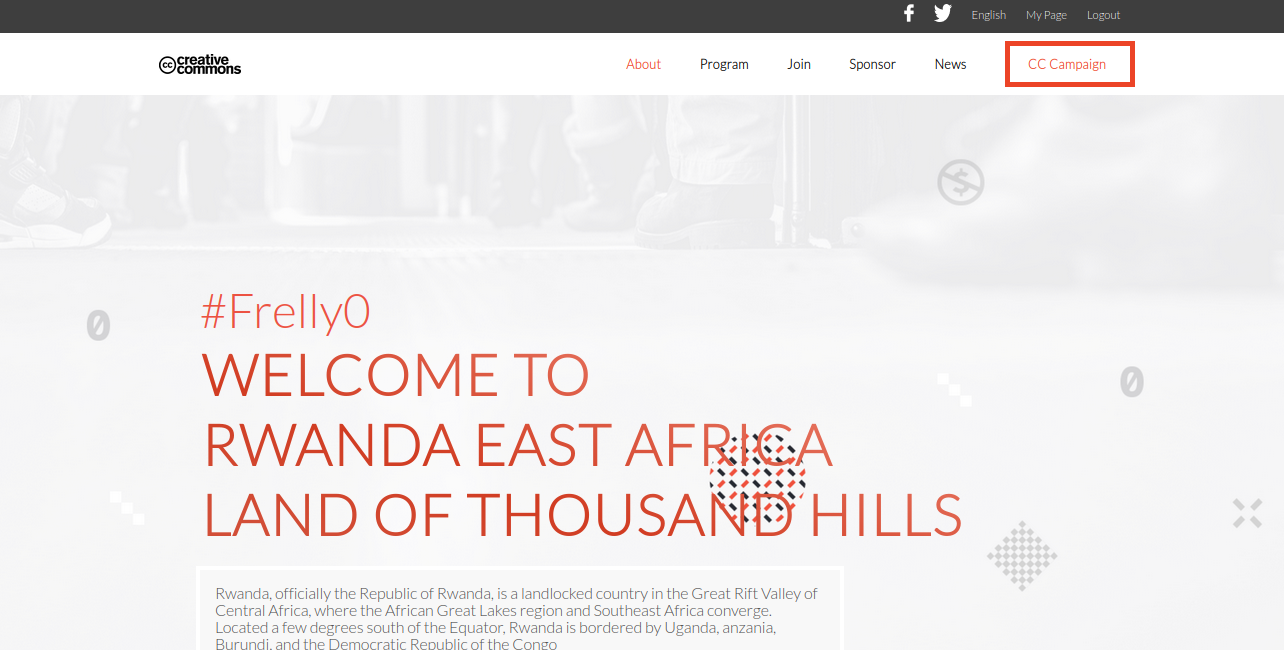 English My Page Logout
creative
commons
About Program Join Sponsor News CC Campaign
#Frelly0
WELCOME TO
RWANDA EAST AFRICA
LAND OF THOUSAND HILLS
Rwanda, officially the Republic of Rwanda, is a landlocked country in the Great Rift Valley of
Central Africa, where the African Great Lakes region and Southeast Africa converge.
Located a few degrees south of the Equator, Rwanda is bordered by Uganda, anzania,
Burundi, and the Democratic Republic of the Congo